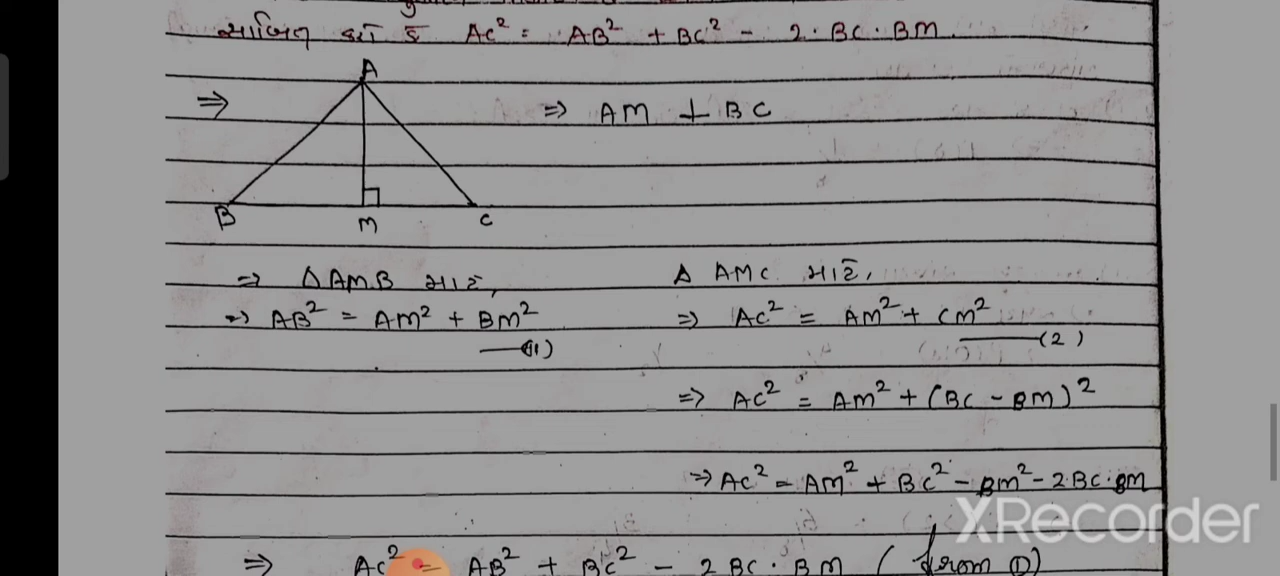 સાબિત કરો કે AC² = AB² + BC² - 2·BC·BM.
A
⇒ ⇒ AM ⊥ BC
B M C
⇒ Δ AMB માટે, Δ AMC માટે,
⇒ AB² = AM² + BM² ⇒ AC² = AM² + CM²
—(1) —(2)
⇒ AC² = AM² + (BC - BM)²
⇒ AC² = AM² + BC² - BM² - 2·BC·BM
XRecorder
⇒ AC² = AB² + BC² - 2 BC · BM (from ①)